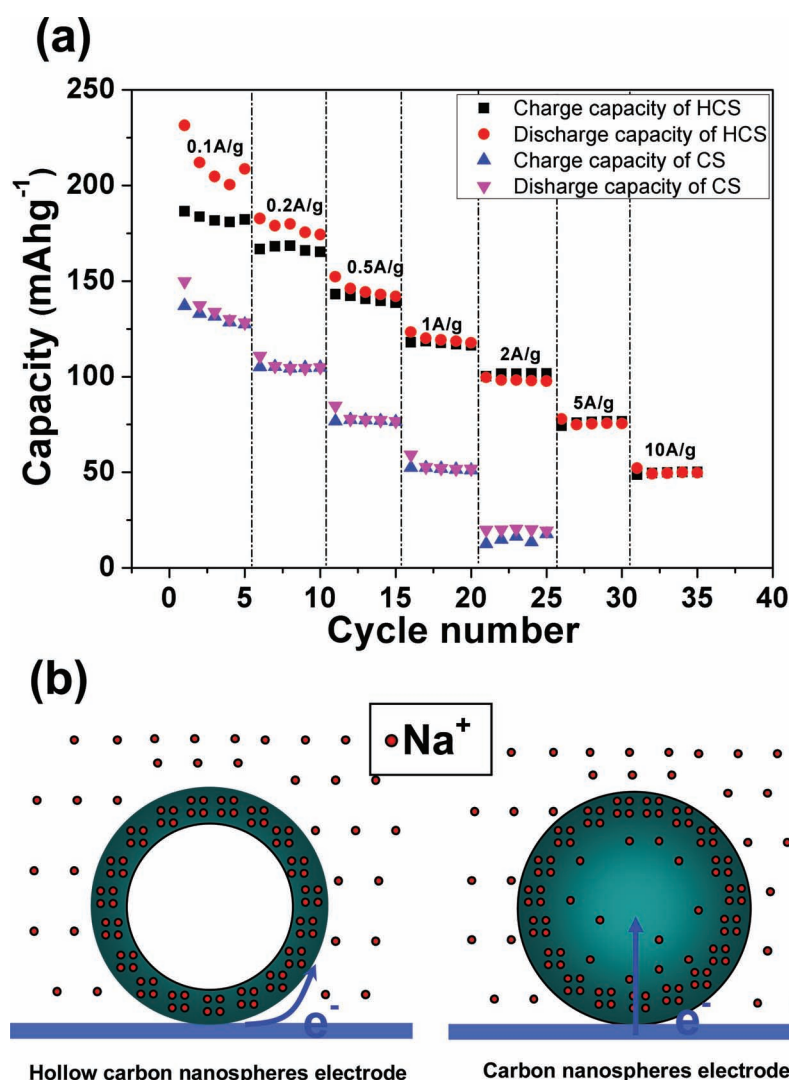 (a)
250
200
150
100
50
0
Capacity (mAhg⁻¹)
Charge capacity of HCS
Discharge capacity of HCS
Charge capacity of CS
Disharge capacity of CS
0.1A/g
0.2A/g
0.5A/g
1A/g
2A/g
5A/g
10A/g
0 5 10 15 20 25 30 35 40
Cycle number
(b)
Na⁺
e⁻
e⁻
Hollow carbon nanospheres electrode
Carbon nanospheres electrode